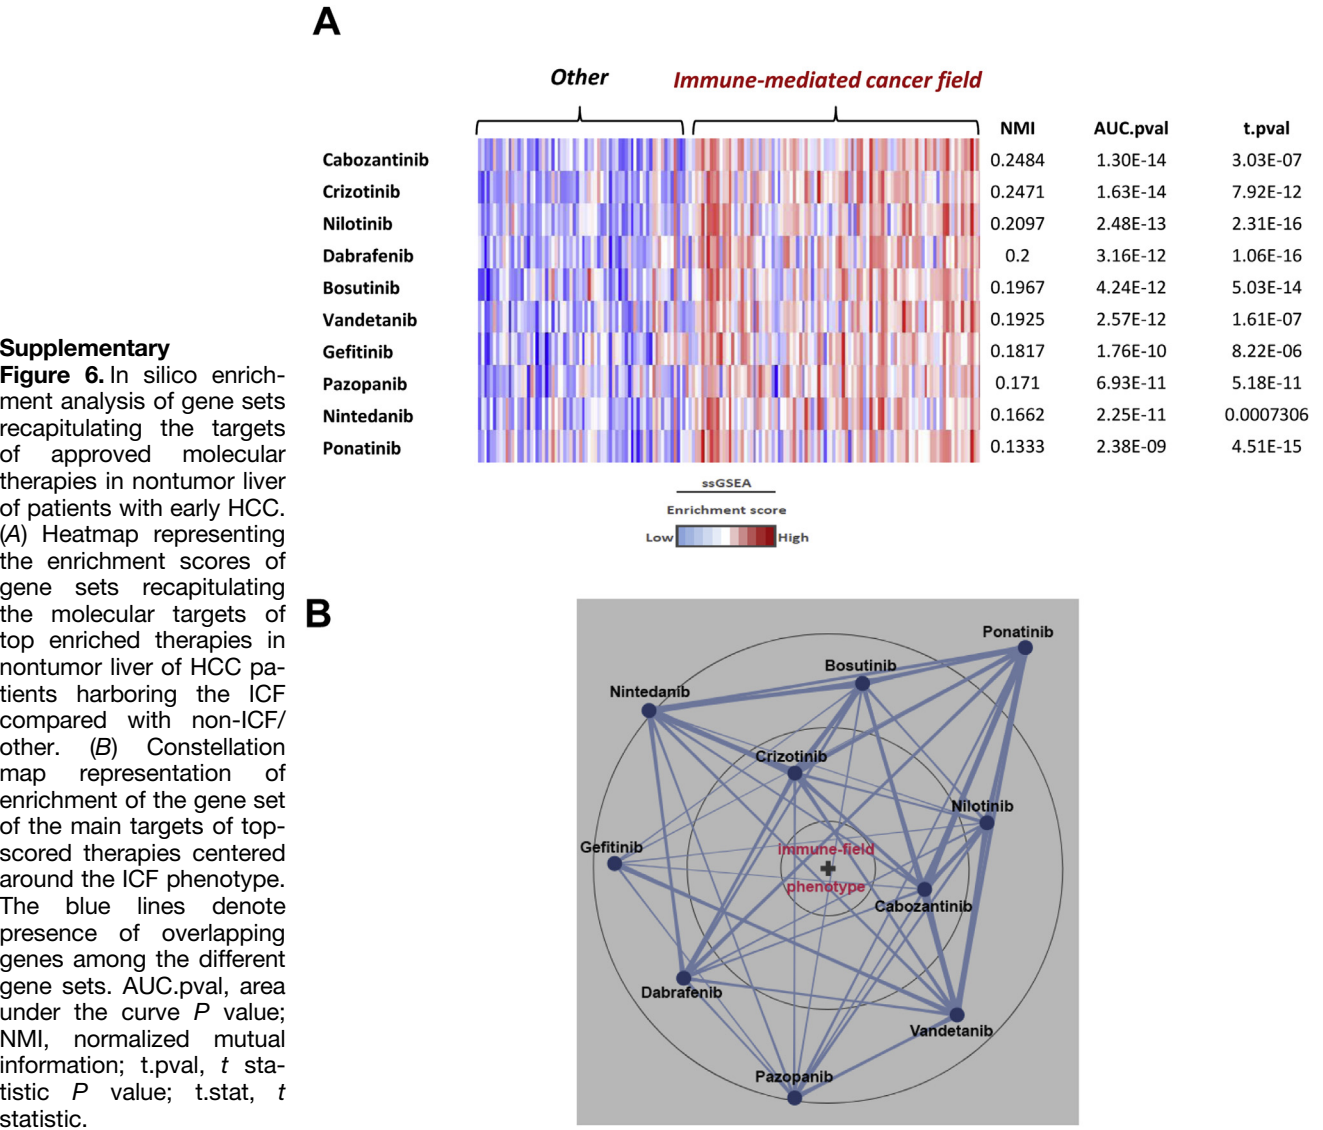 Supplementary
Figure 6. In silico enrich-
ment analysis of gene sets
recapitulating the targets
of approved molecular
therapies in nontumor liver
of patients with early HCC.
(A) Heatmap representing
the enrichment scores of
gene sets recapitulating
the molecular targets of
top enriched therapies in
nontumor liver of HCC pa-
tients harboring the ICF
compared with non-ICF/
other. (B) Constellation
map representation of
enrichment of the gene set
of the main targets of top-
scored therapies centered
around the ICF phenotype.
The blue lines denote
presence of overlapping
genes among the different
gene sets. AUC.pval, area
under the curve P value;
NMI, normalized mutual
information; t.pval, t sta-
tistic P value; t.stat, t
statistic.
A
Other Immune-mediated cancer field
NMI AUC.pval t.pval
Cabozantinib 0.2484 1.30E-14 3.03E-07
Crizotinib 0.2471 1.63E-14 7.92E-12
Nilotinib 0.2097 2.48E-13 2.31E-16
Dabrafenib 0.2 3.16E-12 1.06E-16
Bosutinib 0.1967 4.24E-12 5.03E-14
Vandetanib 0.1925 2.57E-12 1.61E-07
Gefitinib 0.1817 1.76E-10 8.22E-06
Pazopanib 0.171 6.93E-11 5.18E-11
Nintedanib 0.1662 2.25E-11 0.0007306
Ponatinib 0.1333 2.38E-09 4.51E-15
ssGSEA
Enrichment score
Low High
B
Ponatinib
Bosutinib
Nintedanib
Crizotinib
Nilotinib
Gefitinib
immune-field
phenotype
Cabozantinib
Dabrafenib
Vandetanib
Pazopanib